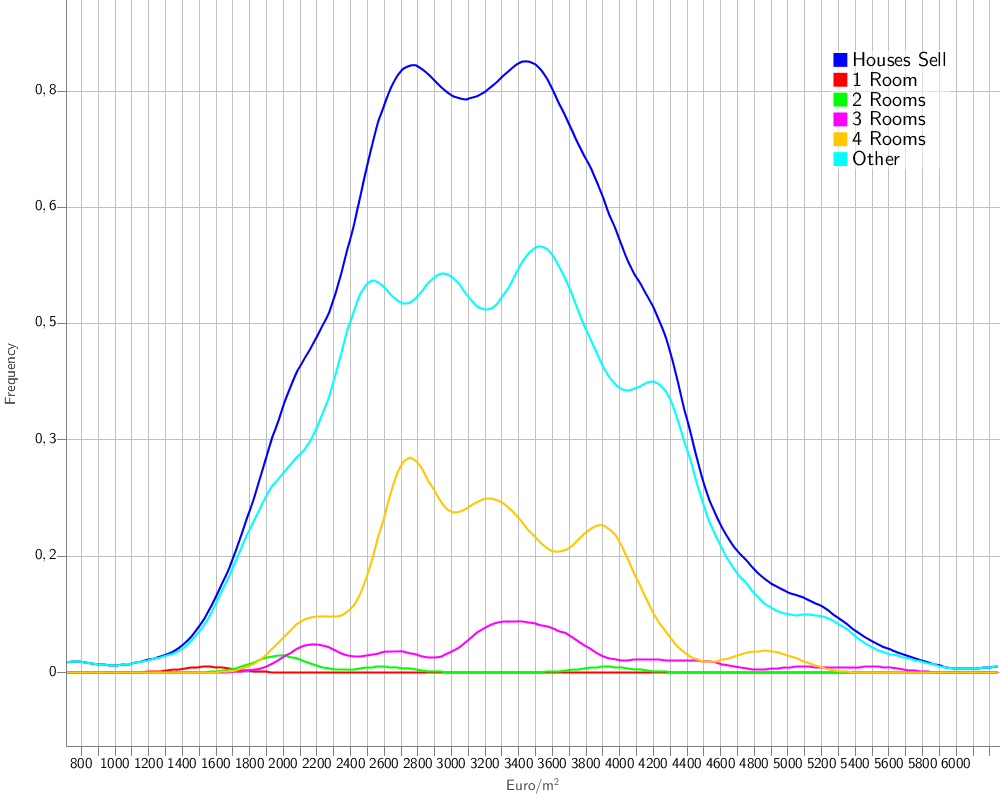 Houses Sell
1 Room
2 Rooms
3 Rooms
4 Rooms
Other
0,8
0,6
0,5
0,3
0,2
0
Frequency
800 1000 1200 1400 1600 1800 2000 2200 2400 2600 2800 3000 3200 3400 3600 3800 4000 4200 4400 4600 4800 5000 5200 5400 5600 5800 6000
Euro/m²